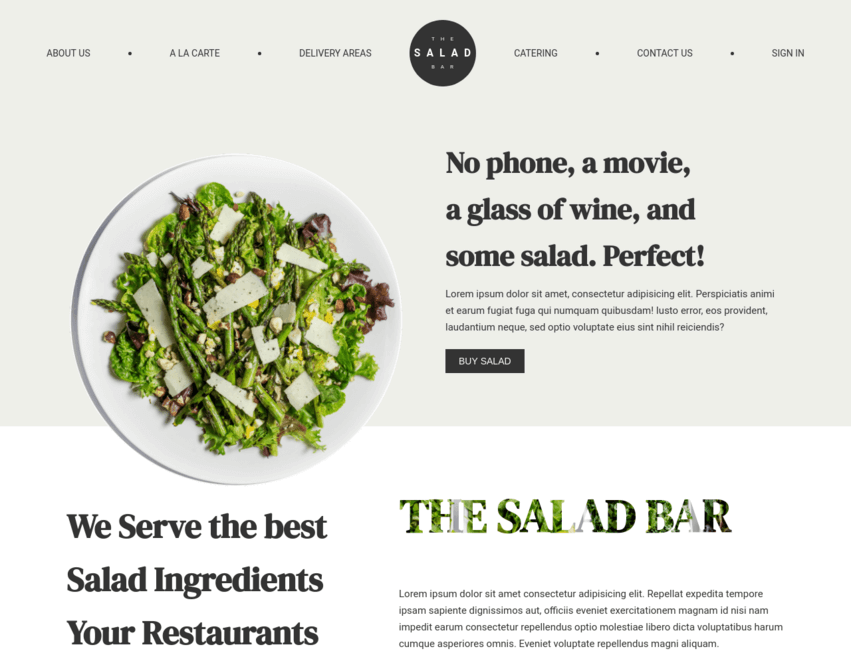 ABOUT US • A LA CARTE • DELIVERY AREAS
THE
SALAD
BAR
CATERING • CONTACT US • SIGN IN
No phone, a movie,
a glass of wine, and
some salad. Perfect!
Lorem ipsum dolor sit amet, consectetur adipisicing elit. Perspiciatis animi
et earum fugiat fuga qui numquam quibusdam! Iusto error, eos provident,
laudantium neque, sed optio voluptate eius sint nihil reiciendis?
BUY SALAD
We Serve the best
Salad Ingredients
Your Restaurants
THE SALAD BAR
Lorem ipsum dolor sit amet consectetur adipisicing elit. Repellat expedita tempore
ipsam sapiente dignissimos aut, officiis eveniet exercitationem magnam id nisi nam
impedit earum consectetur repellendus optio molestiae libero dicta voluptatibus harum
cumque asperiores omnis. Eveniet voluptate repellendus magni aliquam.